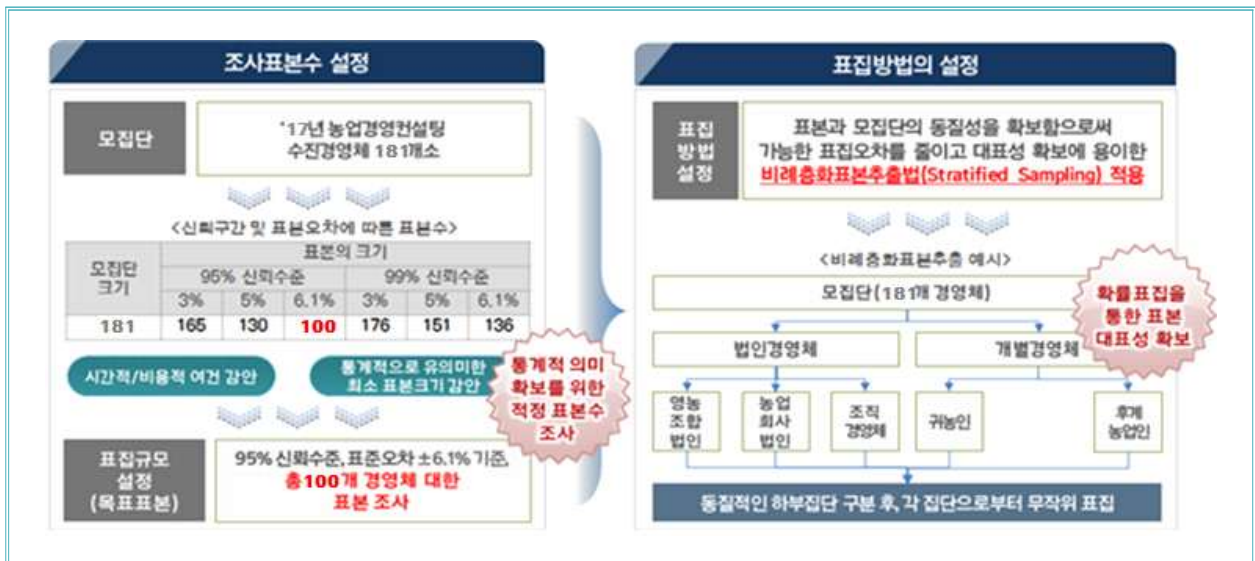 조사표본수 설정
모집단
'17년 농업경영컨설팅
수진경영체 181개소
<신뢰구간 및 표본오차에 따른 표본수>
모집단
크기
표본의 크기
95% 신뢰수준 99% 신뢰수준
3% 5% 6.1% 3% 5% 6.1%
181 165 130 100 176 151 136
시간적/비용적 여건 감안
통계적으로 유의미한
최소 표본크기 감안
통계적 의미
확보를 위한
적정 표본수
조사
표집규모
설정
(목표표본)
95% 신뢰수준, 표준오차 ±6.1% 기준,
총100개 경영체 대한
표본 조사
표집방법의 설정
표집
방법
설정
표본과 모집단의 동질성을 확보함으로써
가능한 표집오차를 줄이고 대표성 확보에 용이한
비례층화표본추출법(Stratified Sampling) 적용
<비례층화표본추출 예시>
모집단(181개 경영체)
확률표집을
통한 표본
대표성 확보
법인경영체
개별경영체
영농
조합
법인
농업
회사
법인
조직
경영체
귀농인
후계
농업인
동질적인 하부집단 구분 후, 각 집단으로부터 무작위 표집